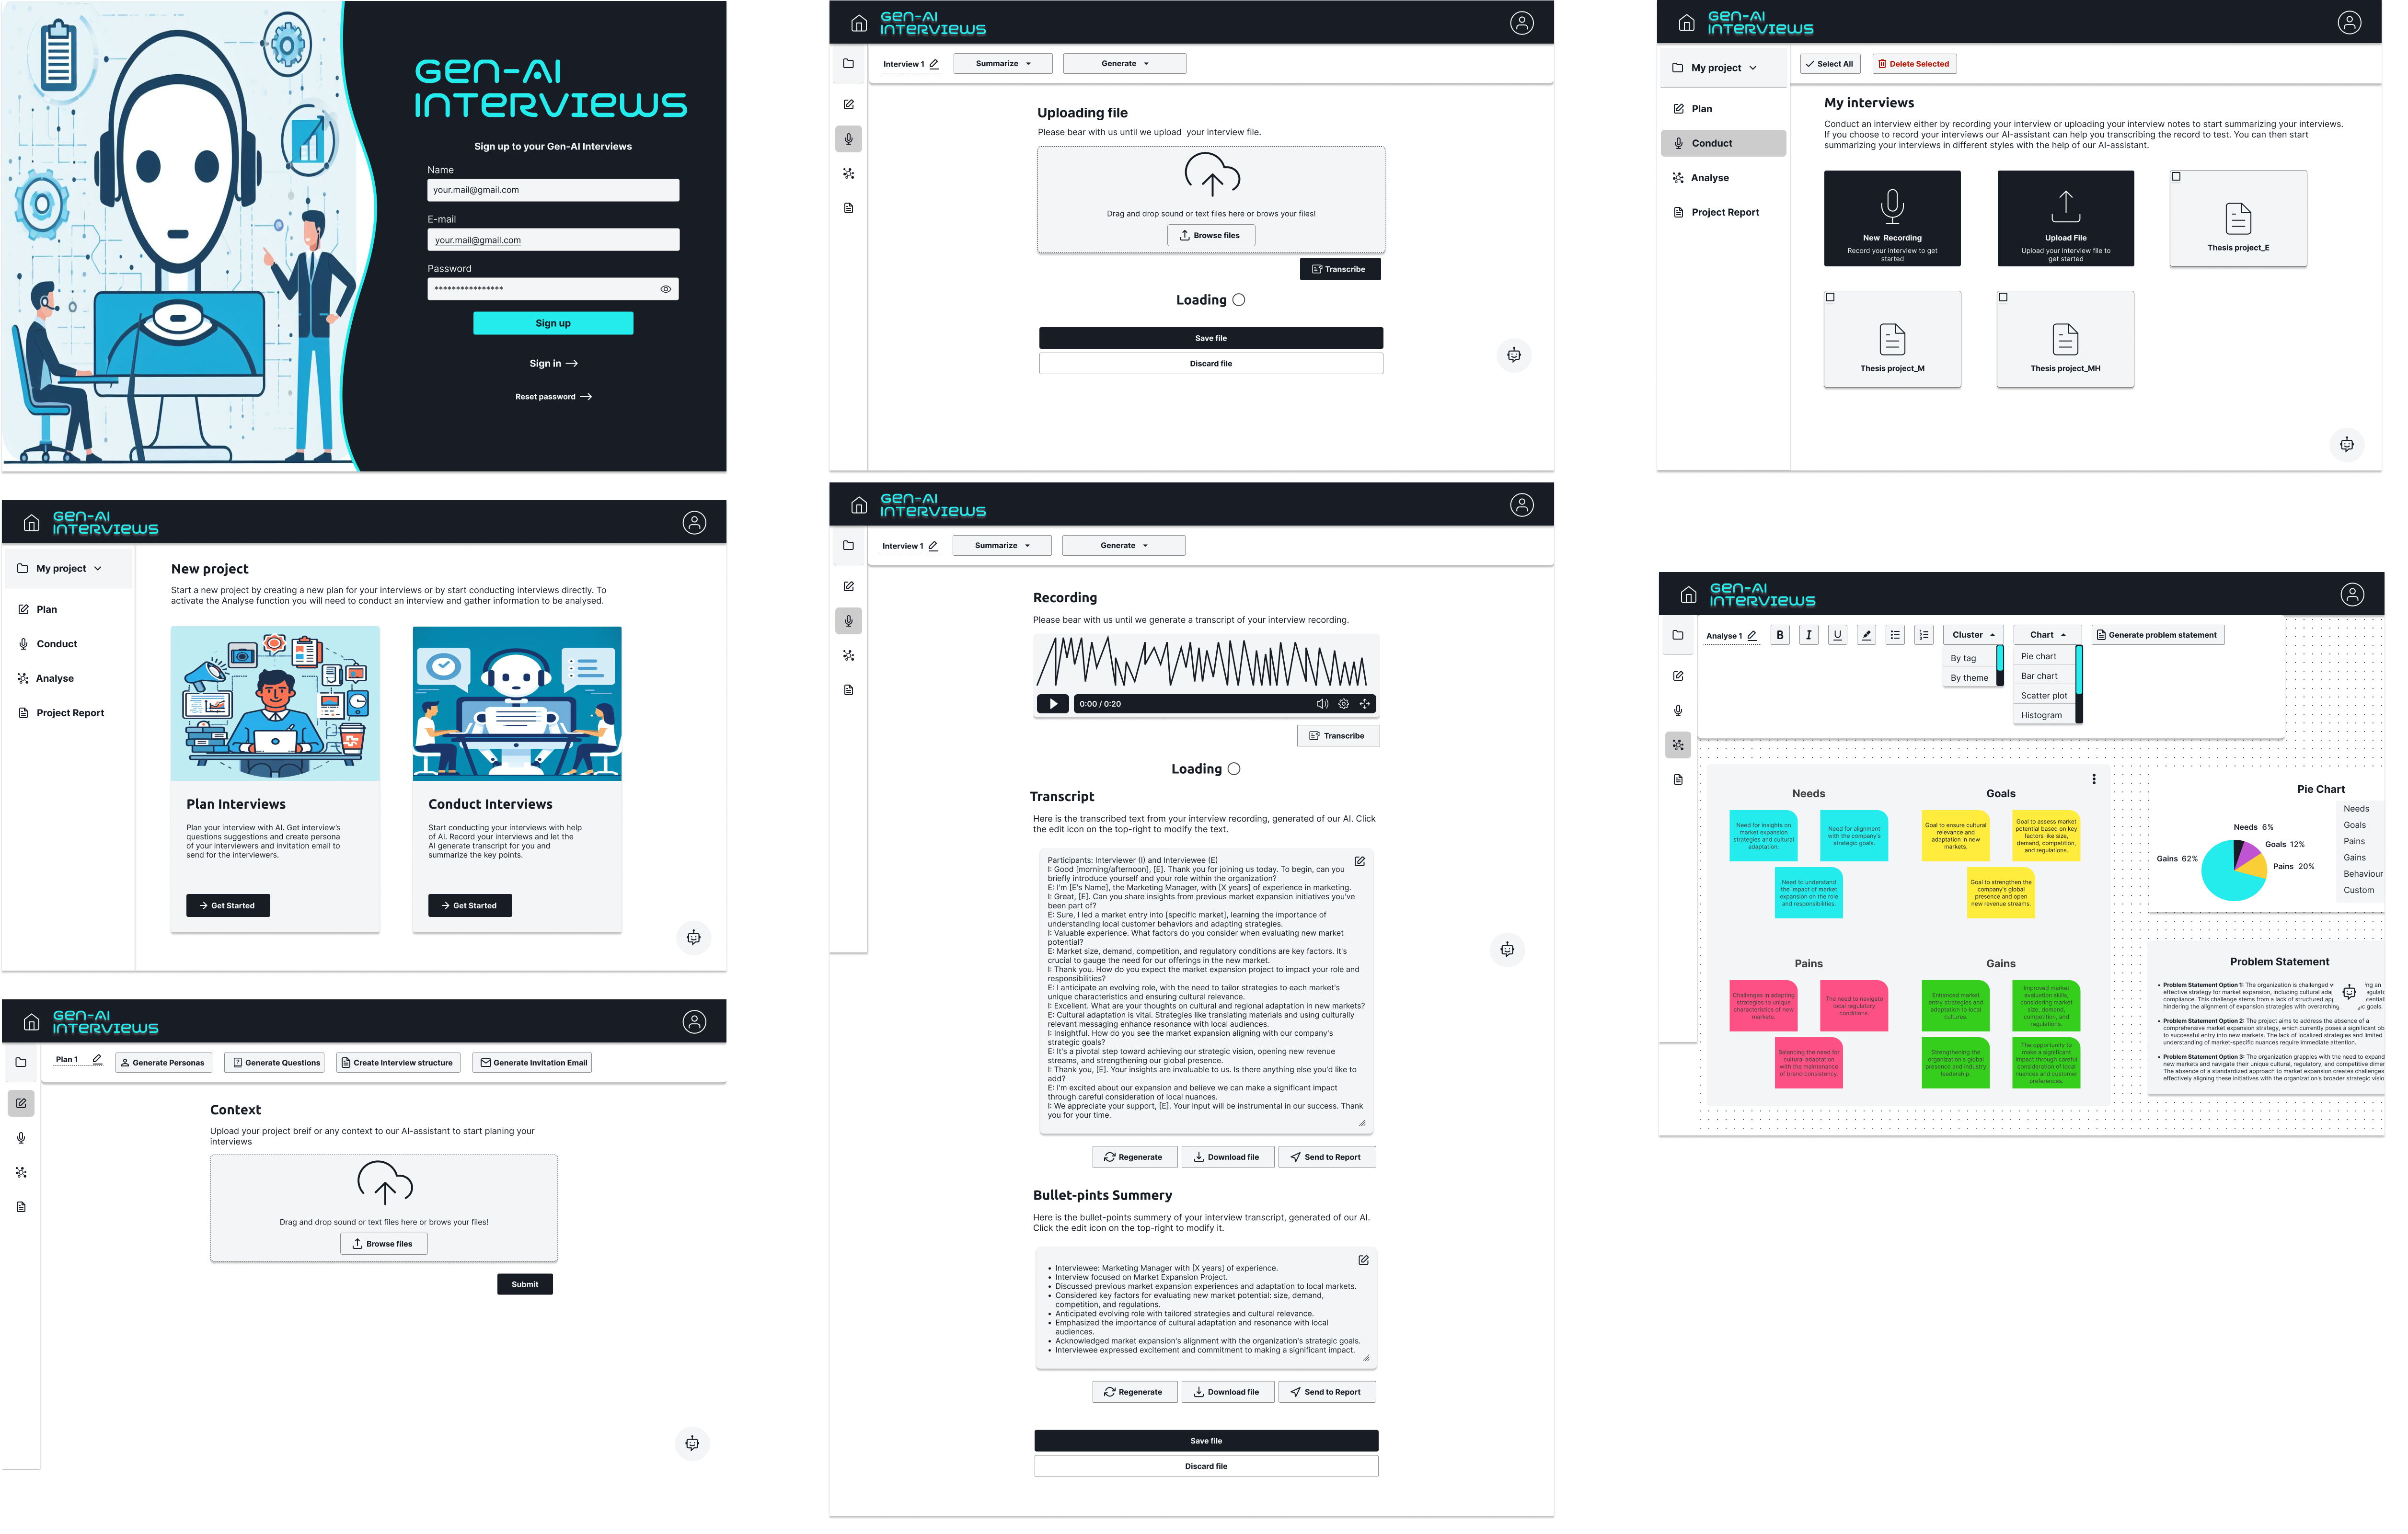 Gen-AI
INTERVIEWS
Sign up to your Gen-AI Interviews
Name
your.mail@gmail.com
E-mail
your.mail@gmail.com
Password
****************
Sign up
Sign in
Reset password
Gen-AI
INTERVIEWS
My project
Plan
Conduct
Analyse
Project Report
New project
Start a new project by creating a new plan for your interviews or by start conducting interviews directly. To
activate the Analyse function you will need to conduct an interview and gather information to be analysed.
Plan Interviews
Plan your interview with AI. Get interview's
questions suggestions and create persona
of your interviewers and invitation email to
send for the interviewers.
Get Started
Conduct Interviews
Start conducting your interviews with help
of AI. Record your interviews and let the
AI generate transcript for you and
summarize the key points.
Get Started
Gen-AI
INTERVIEWS
Plan 1
Generate Personas
Generate Questions
Create Interview structure
Generate Invitation Email
Context
Upload your project breif or any context to our AI-assistant to start planing your
interviews
Drag and drop sound or text files here or brows your files!
Browse files
Submit
Gen-AI
INTERVIEWS
Interview 1
Summarize
Generate
Uploading file
Please bear with us until we upload your interview file.
Drag and drop sound or text files here or brows your files!
Browse files
Transcribe
Loading
Save file
Discard file
Gen-AI
INTERVIEWS
Interview 1
Summarize
Generate
Recording
Please bear with us until we generate a transcript of your interview recording.
0:00 / 0:20
Transcribe
Loading
Transcript
Here is the transcribed text from your interview recording, generated of our AI. Click
the edit icon on the top-right to modify the text.
Participants: Interviewer (I) and Interviewee (E)
I: Good [morning/afternoon], [E]. Thank you for joining us today. To begin, can you
briefly introduce yourself and your role within the organization?
E: I'm [E's Name], the Marketing Manager, with [X years] of experience in marketing.
I: Great, [E]. Can you share insights from previous market expansion initiatives you've
been part of?
E: Sure, I led a market entry into [specific market], learning the importance of
understanding local customer behaviors and adapting strategies.
I: Valuable experience. What factors do you consider when evaluating new market
potential?
E: Market size, demand, competition, and regulatory conditions are key factors. It's
crucial to gauge the need for our offerings in the new market.
I: Thank you. How do you expect the market expansion project to impact your role and
responsibilities?
E: I anticipate an evolving role, with the need to tailor strategies to each market's
unique characteristics and ensuring cultural relevance.
I: Excellent. What are your thoughts on cultural and regional adaptation in new markets?
E: Cultural adaptation is vital. Strategies like translating materials and using culturally
relevant messaging enhance resonance with local audiences.
I: Insightful. How do you see the market expansion aligning with our company's
strategic goals?
E: It's a pivotal step toward achieving our strategic vision, opening new revenue
streams, and strengthening our global presence.
I: Thank you, [E]. Your insights are invaluable to us. Is there anything else you'd like to
add?
E: I'm excited about our expansion and believe we can make a significant impact
through careful consideration of local nuances.
I: We appreciate your support, [E]. Your input will be instrumental in our success. Thank
you for your time.
Regenerate
Download file
Send to Report
Bullet-pints Summery
Here is the bullet-points summery of your interview transcript, generated of our AI.
Click the edit icon on the top-right to modify it.
• Interviewee: Marketing Manager with [X years] of experience.
• Interview focused on Market Expansion Project.
• Discussed previous market expansion experiences and adaptation to local markets.
• Considered key factors for evaluating new market potential: size, demand,
competition, and regulations.
• Anticipated evolving role with tailored strategies and cultural relevance.
• Emphasized the importance of cultural adaptation and resonance with local
audiences.
• Acknowledged market expansion's alignment with the organization's strategic goals.
• Interviewee expressed excitement and commitment to making a significant impact.
Regenerate
Download file
Send to Report
Save file
Discard file
Gen-AI
INTERVIEWS
My project
Plan
Conduct
Analyse
Project Report
Select All
Delete Selected
My interviews
Conduct an interview either by recording your interview or uploading your interview notes to start summarizing your interviews.
If you choose to record your interviews our AI-assistant can help you transcribing the record to test. You can then start
summarizing your interviews in different styles with the help of our AI-assistant.
New Recording
Record your interview to get
started
Upload File
Upload your interview file to
get started
Thesis project_E
Thesis project_M
Thesis project_MH
Gen-AI
INTERVIEWS
Analyse 1
B
I
U
Cluster
By tag
By theme
Chart
Pie chart
Bar chart
Scatter plot
Histogram
Generate problem statement
Needs
Need for insights on
market expansion
strategies and cultural
adaptation.
Need for alignment
with the company's
strategic goals.
Need to understand
the impact of market
expansion on the role
and responsibilities.
Goals
Goal to ensure cultural
relevance and
adaptation in new
markets.
Goal to assess market
potential based on key
factors like size,
demand, competition,
and regulations.
Goal to strengthen the
company's global
presence and open
new revenue streams.
Pains
Challenges in adapting
strategies to unique
characteristics of new
markets.
The need to navigate
local regulatory
conditions.
Balancing the need for
cultural adaptation
with the maintenance
of brand consistency.
Gains
Enhanced market
entry strategies and
adaptation to local
cultures.
Improved market
evaluation skills,
considering market
size, demand,
competition, and
regulations.
Strengthening the
organization's global
presence and industry
leadership.
The opportunity to
make a significant
impact through careful
consideration of local
nuances and customer
preferences.
Pie Chart
Needs 6%
Goals 12%
Pains 20%
Gains 62%
Needs
Goals
Pains
Gains
Behaviour
Custom
Problem Statement
• Problem Statement Option 1: The organization is challenged w
effective strategy for market expansion, including cultural
compliance. This challenge stems from a lack of structured
hindering the alignment of expansion strategies with overarching goals.
• Problem Statement Option 2: The project aims to address the absence of a
comprehensive market expansion strategy, which currently poses a significant ob
to successful entry into new markets. The lack of localized strategies and limited
understanding of market-specific nuances require immediate attention.
• Problem Statement Option 3: The organization grapples with the need to expand
new markets and navigate their unique cultural, regulatory, and competitive dimen
The absence of a standardized approach to market expansion creates challenges
effectively aligning these initiatives with the organization's broader strategic visio